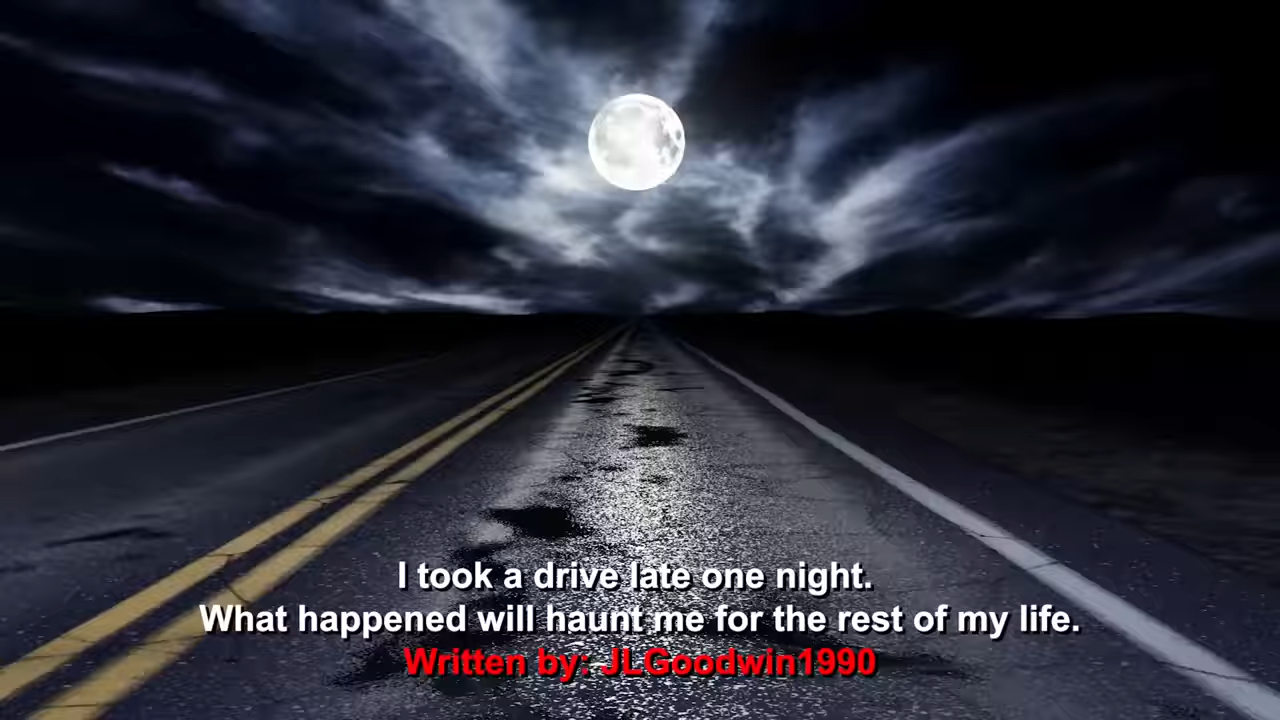 I took a drive late one night.
What happened will haunt me for the rest of my life.
Written by: JLGoodwin1990